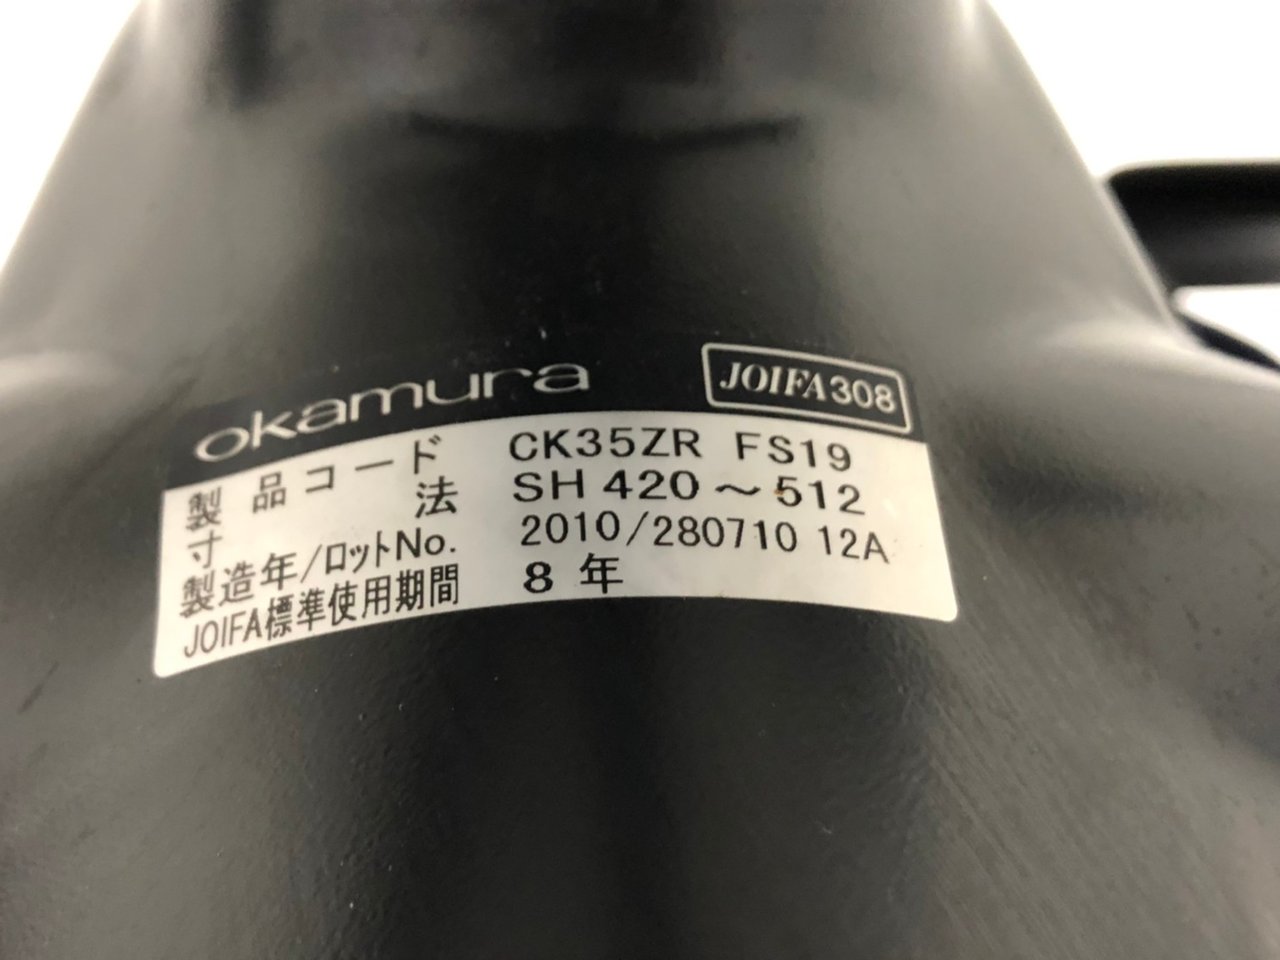 okamura
JOIFA308
製品コード CK35ZR FS19
寸法 SH 420～512
製造年/ロットNo. 2010/280710 12A
JOIFA標準使用期間 8年